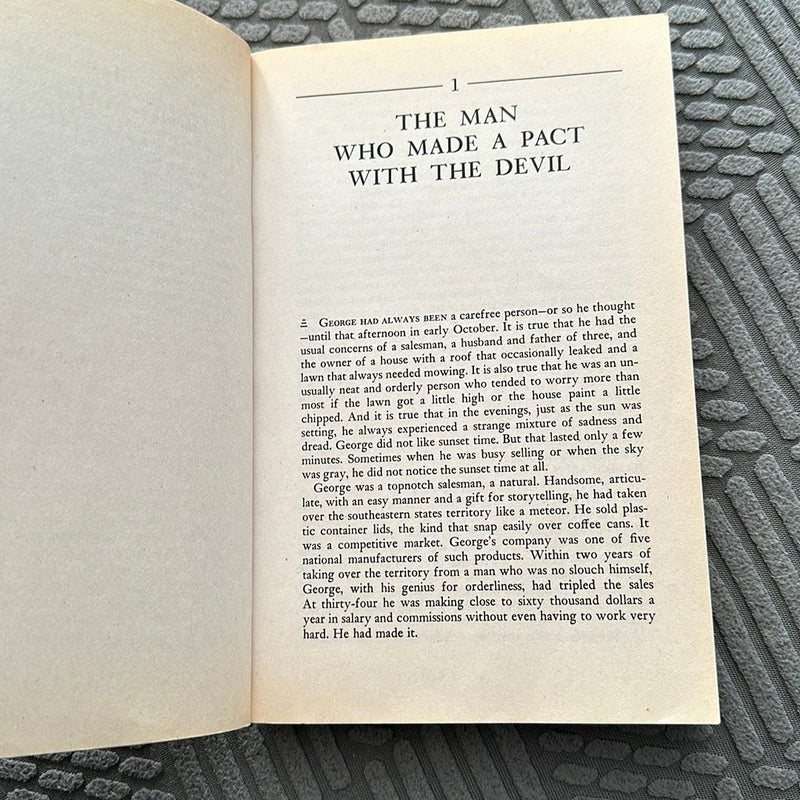 1
THE MAN
WHO MADE A PACT
WITH THE DEVIL
GEORGE HAD ALWAYS BEEN a carefree person—or so he thought
—until that afternoon in early October. It is true that he had the
usual concerns of a salesman, a husband and father of three, and
the owner of a house with a roof that occasionally leaked and a
lawn that always needed mowing. It is also true that he was an un-
usually neat and orderly person who tended to worry more than
most if the lawn got a little high or the house paint a little
chipped. And it is true that in the evenings, just as the sun was
setting, he always experienced a strange mixture of sadness and
dread. George did not like sunset time. But that lasted only a few
minutes. Sometimes when he was busy selling or when the sky
was gray, he did not notice the sunset time at all.
George was a topnotch salesman, a natural. Handsome, articu-
late, with an easy manner and a gift for storytelling, he had taken
over the southeastern states territory like a meteor. He sold plas-
tic container lids, the kind that snap easily over coffee cans. It
was a competitive market. George's company was one of five
national manufacturers of such products. Within two years of
taking over the territory from a man who was no slouch himself,
George, with his genius for orderliness, had tripled the sales
At thirty-four he was making close to sixty thousand dollars a
year in salary and commissions without even having to work very
hard. He had made it.